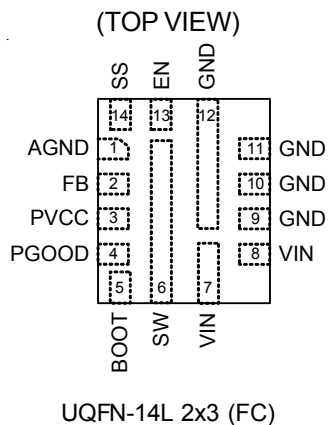 (TOP VIEW)
SS EN GND
14 13 12
AGND 1 11 GND
FB 2 10 GND
PVCC 3 9 GND
PGOOD 4 8 VIN
5 6 7
BOOT SW VIN
UQFN-14L 2x3 (FC)